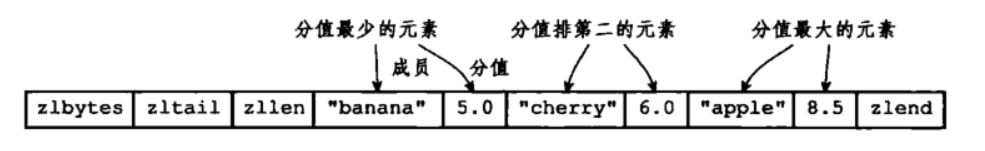 分值最少的元素 分值排第二的元素 分值最大的元素
成员 分值
zlbytes zltail zllen "banana" 5.0 "cherry" 6.0 "apple" 8.5 zlend